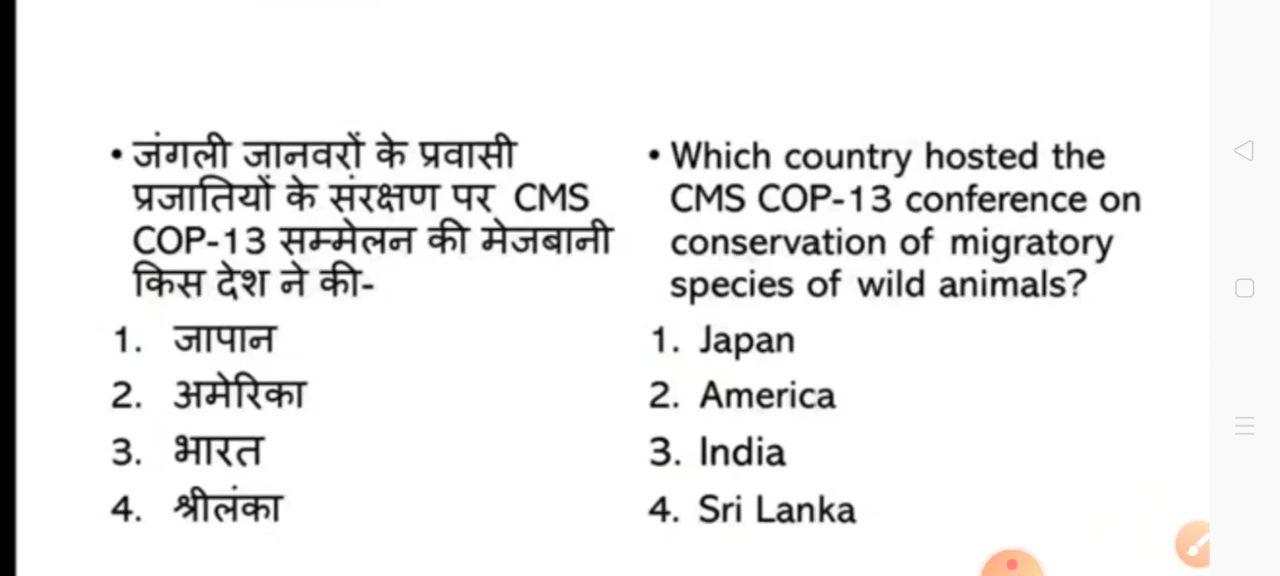 • जंगली जानवरों के प्रवासी
प्रजातियों के संरक्षण पर CMS
COP-13 सम्मेलन की मेजबानी
किस देश ने की-
1. जापान
2. अमेरिका
3. भारत
4. श्रीलंका
• Which country hosted the
CMS COP-13 conference on
conservation of migratory
species of wild animals?
1. Japan
2. America
3. India
4. Sri Lanka